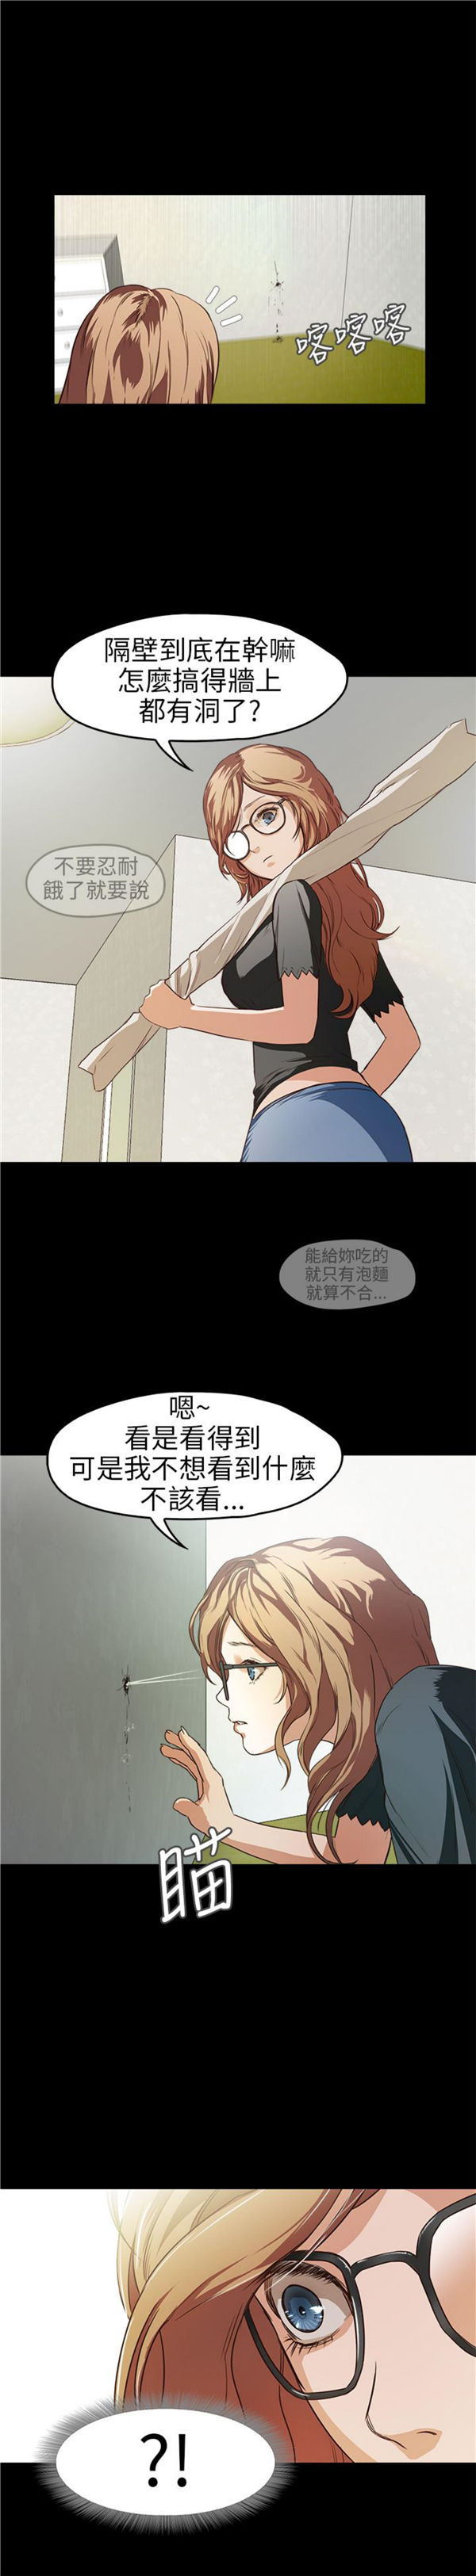 喀喀喀
隔壁到底在幹嘛
怎麼搞得牆上
都有洞了?
不要忍耐
餓了就要說
能給妳吃的
就只有泡麵
就算不合...
嗯~
看是看得到
可是我不想看到什麼
不該看...
瞄
?!